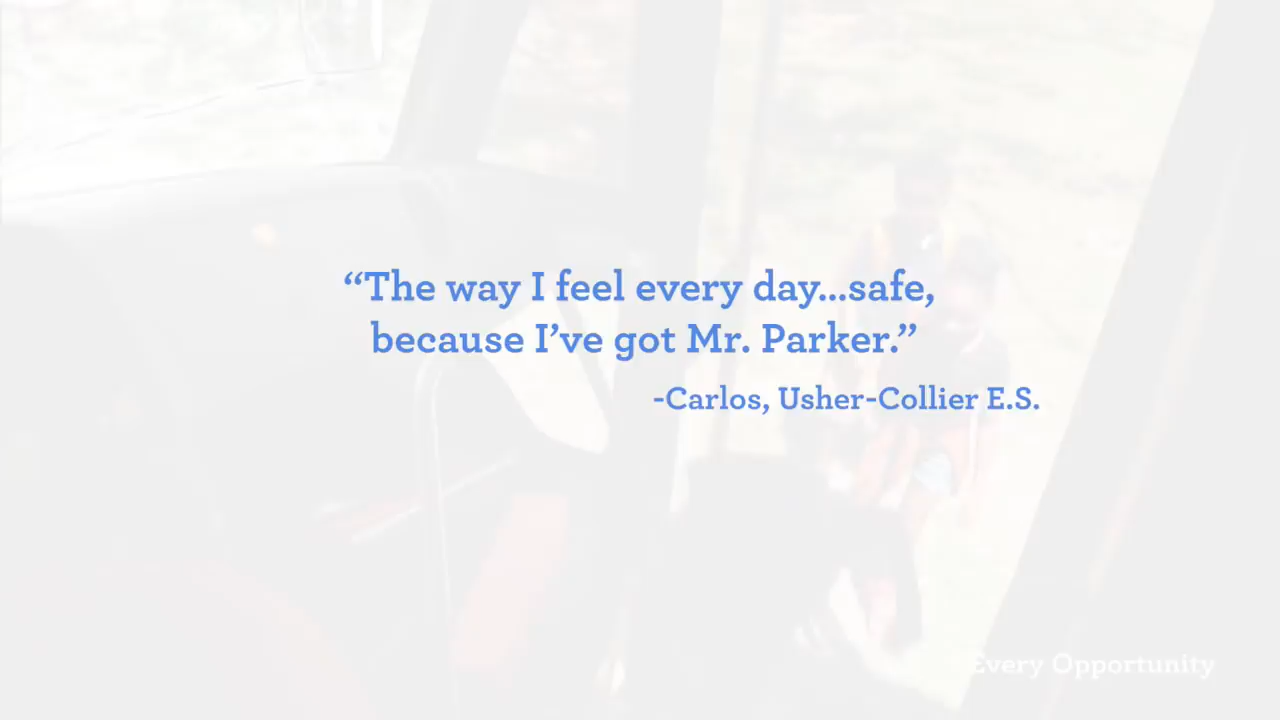 “The way I feel every day...safe,
because I’ve got Mr. Parker.”
-Carlos, Usher-Collier E.S.
Every Opportunity